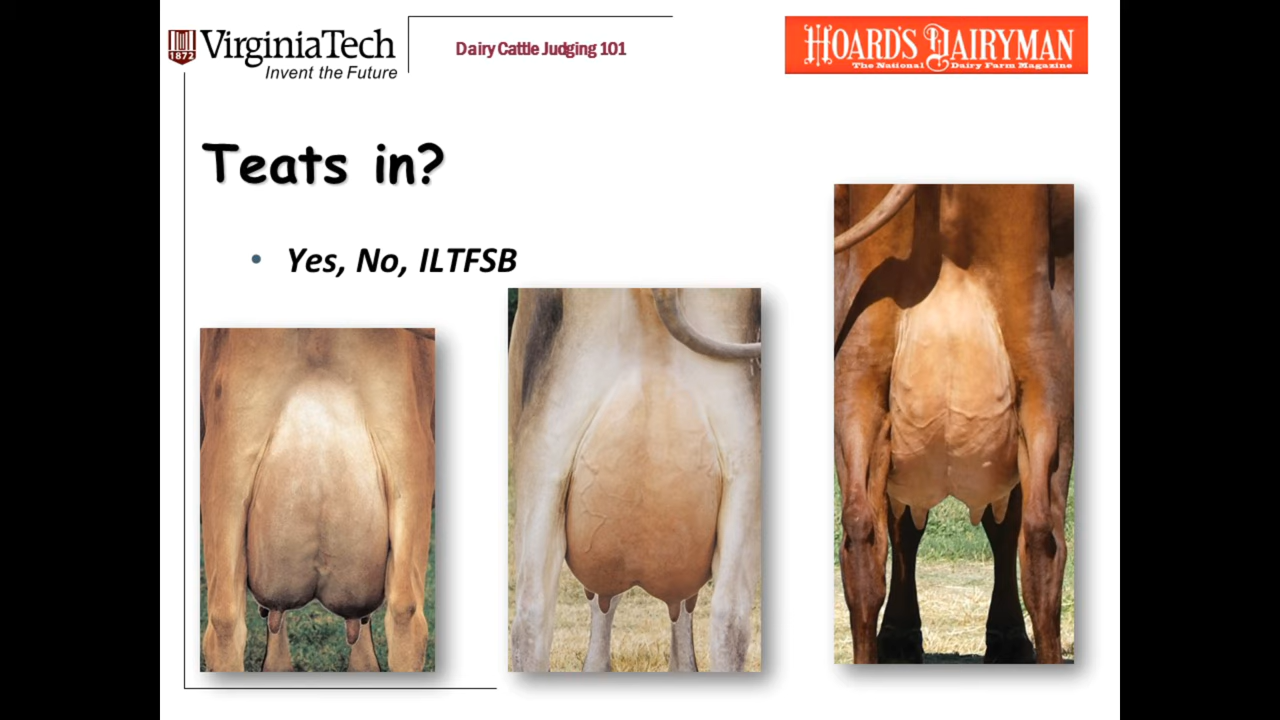 VirginiaTech
1872
Invent the Future
Dairy Cattle Judging 101
HOARD'S DAIRYMAN
The National Dairy Farm Magazine
Teats in?
• Yes, No, ILTFSB